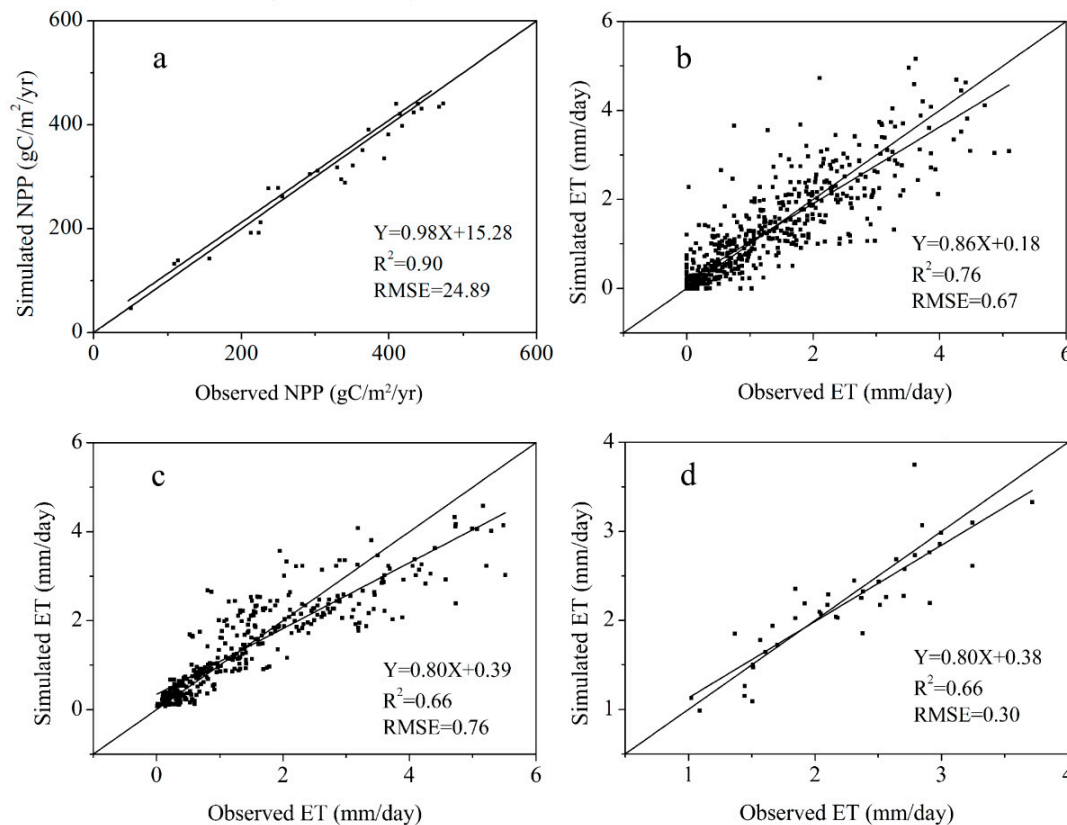 a
Simulated NPP (gC/m²/yr)
600
400
200
0
0
200
400
600
Y=0.98X+15.28
R²=0.90
RMSE=24.89
Observed NPP (gC/m²/yr)
b
Simulated ET (mm/day)
6
4
2
0
0
2
4
6
Y=0.86X+0.18
R²=0.76
RMSE=0.67
Observed ET (mm/day)
c
Simulated ET (mm/day)
6
4
2
0
0
2
4
6
Y=0.80X+0.39
R²=0.66
RMSE=0.76
Observed ET (mm/day)
d
Simulated ET (mm/day)
4
3
2
1
1
2
3
4
Y=0.80X+0.38
R²=0.66
RMSE=0.30
Observed ET (mm/day)